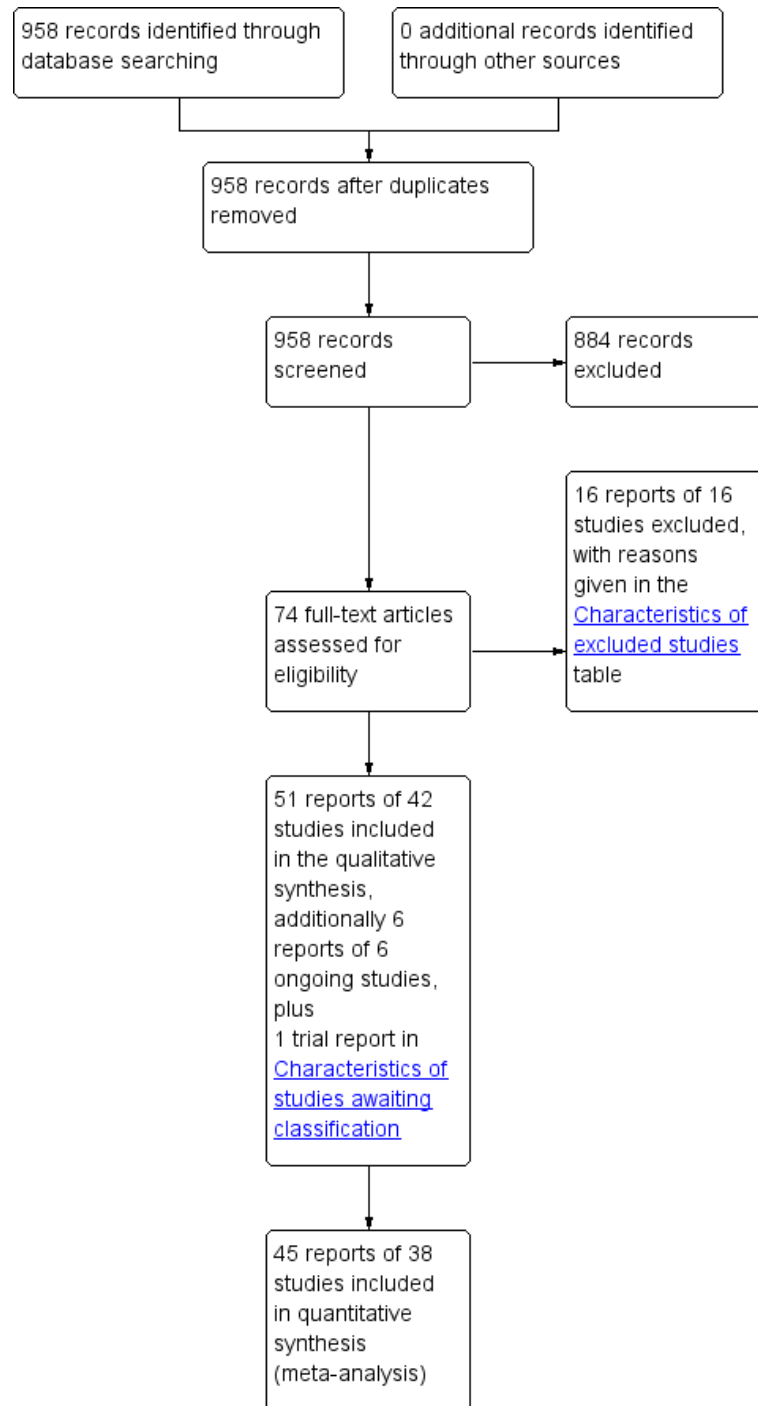 958 records identified through
database searching
0 additional records identified
through other sources
958 records after duplicates
removed
958 records
screened
884 records
excluded
16 reports of 16
studies excluded,
with reasons
given in the
Characteristics of
excluded studies
table
74 full-text articles
assessed for
eligibility
51 reports of 42
studies included
in the qualitative
synthesis,
additionally 6
reports of 6
ongoing studies,
plus
1 trial report in
Characteristics of
studies awaiting
classification
45 reports of 38
studies included
in quantitative
synthesis
(meta-analysis)